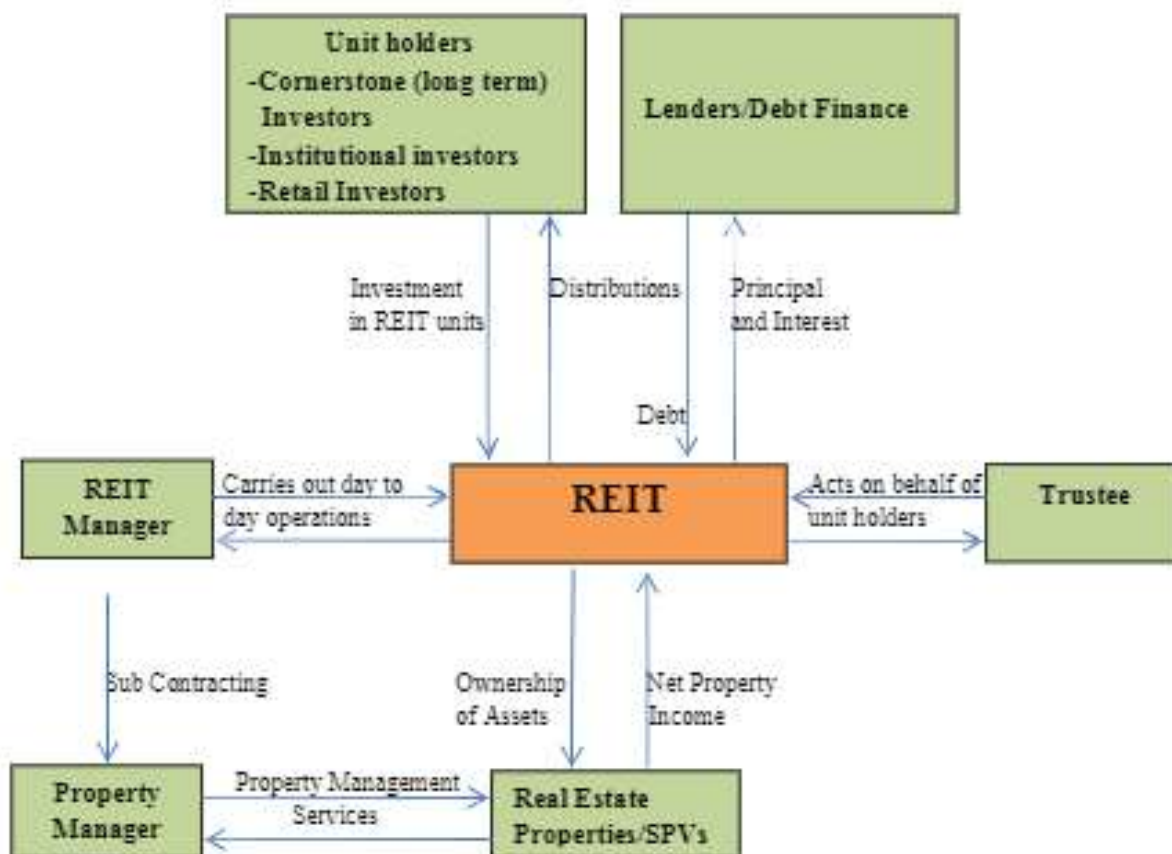 Unit holders
-Cornerstone (long term)
Investors
-Institutional investors
-Retail Investors
Lenders/Debt Finance
Investment
in REIT units
Distributions
Principal
and Interest
Debt
REIT
Manager
Carries out day to
day operations
REIT
Acts on behalf of
unit holders
Trustee
Sub Contracting
Ownership
of Assets
Net Property
Income
Property
Manager
Property Management
Services
Real Estate
Properties/SPVs